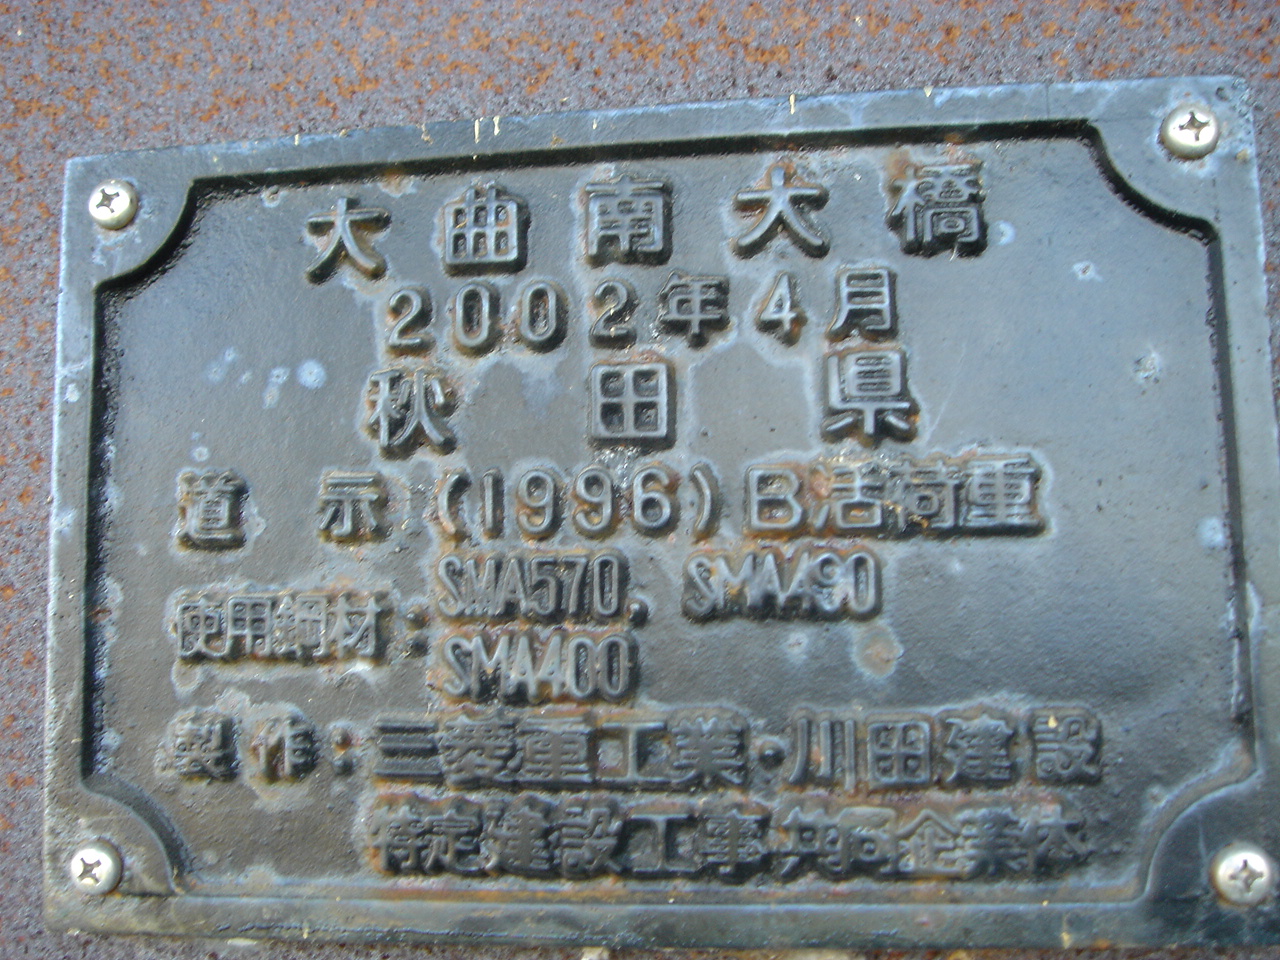 大曲南大橋
2002年4月
秋田県
道示(1996)B活荷重
使用鋼材：SMA570，SMA490
SMA400
製作：三菱重工業・川田建設
特定建設工事共同企業体